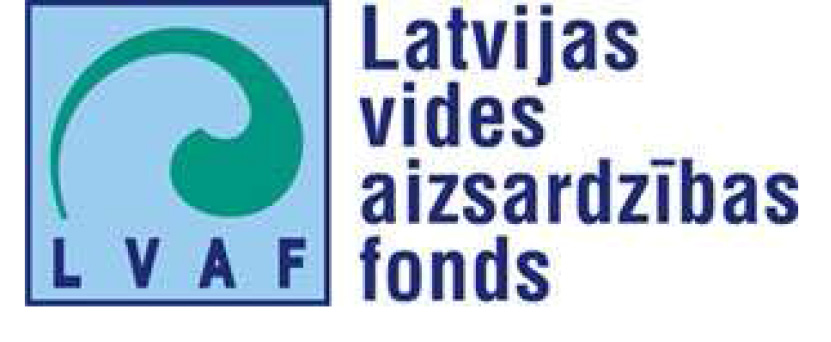 L V A F
Latvijas
vides
aizsardzības
fonds